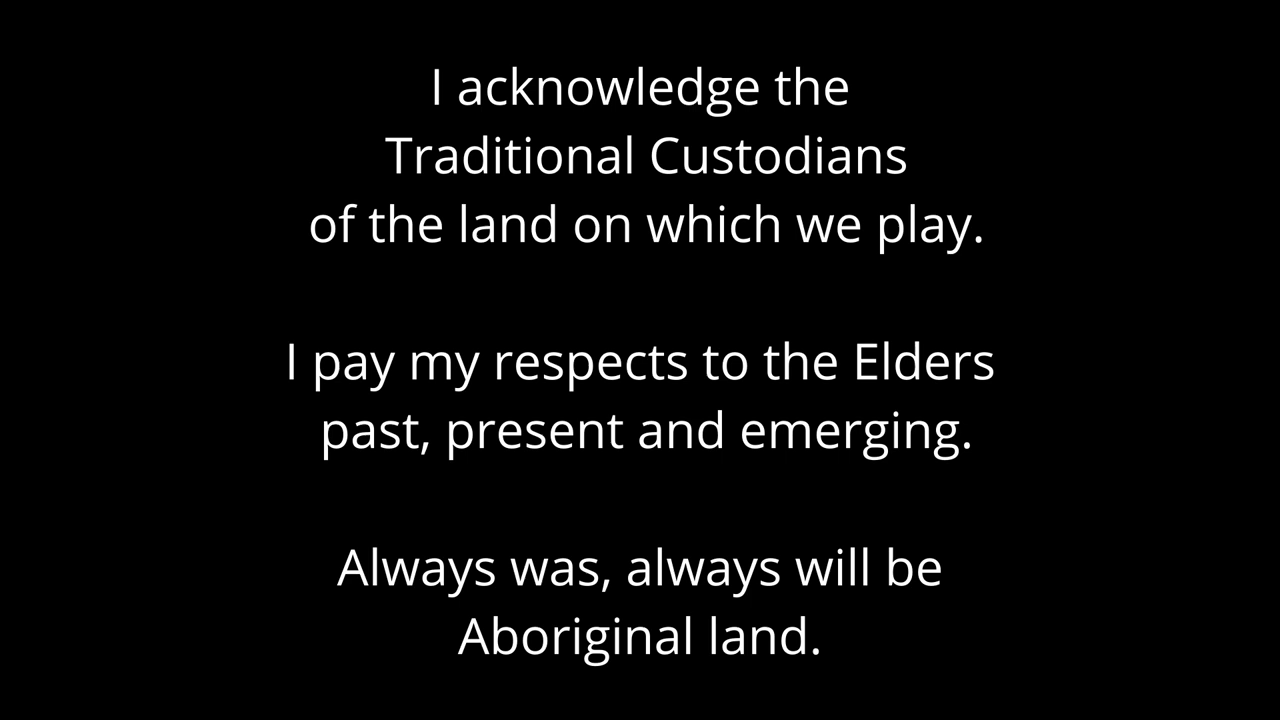 I acknowledge the
Traditional Custodians
of the land on which we play.
I pay my respects to the Elders
past, present and emerging.
Always was, always will be
Aboriginal land.